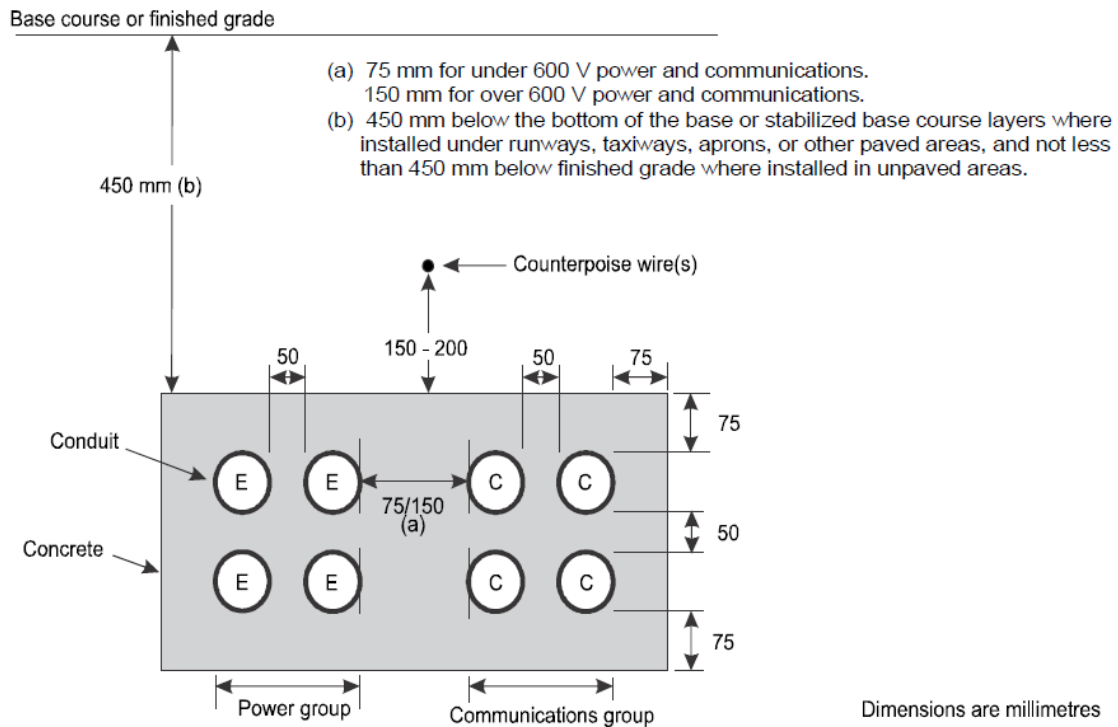 Base course or finished grade
(a) 75 mm for under 600 V power and communications.
150 mm for over 600 V power and communications.
(b) 450 mm below the bottom of the base or stabilized base course layers where
installed under runways, taxiways, aprons, or other paved areas, and not less
than 450 mm below finished grade where installed in unpaved areas.
450 mm (b)
Counterpoise wire(s)
150 - 200
50
50
75
75
Conduit
E
E
C
C
75/150
(a)
50
Concrete
E
E
C
C
75
Power group
Communications group
Dimensions are millimetres